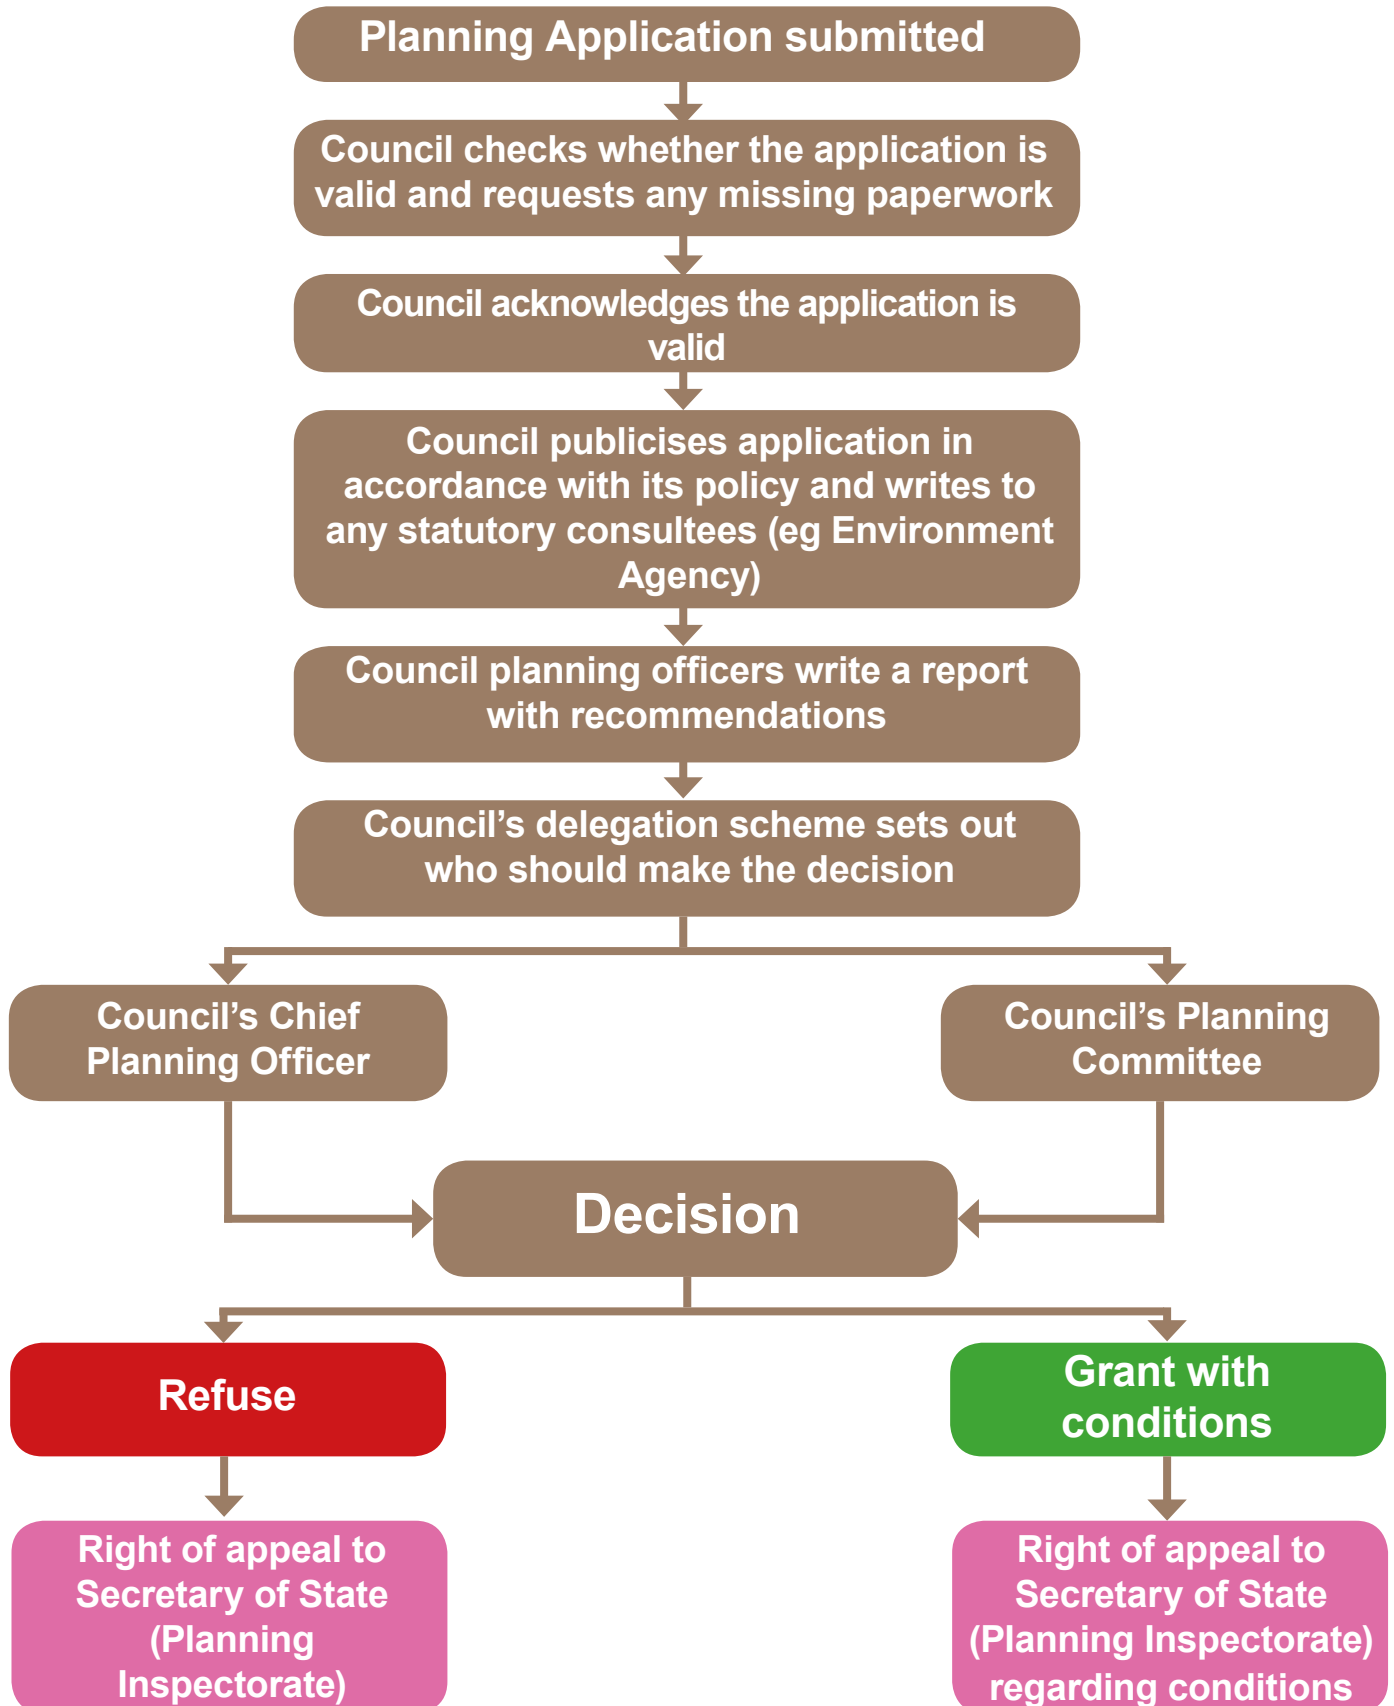 Planning Application submitted
Council checks whether the application is
valid and requests any missing paperwork
Council acknowledges the application is
valid
Council publicises application in
accordance with its policy and writes to
any statutory consultees (eg Environment
Agency)
Council planning officers write a report
with recommendations
Council’s delegation scheme sets out
who should make the decision
Council’s Chief
Planning Officer
Council’s Planning
Committee
Decision
Refuse
Grant with
conditions
Right of appeal to
Secretary of State
(Planning
Inspectorate)
Right of appeal to
Secretary of State
(Planning Inspectorate)
regarding conditions